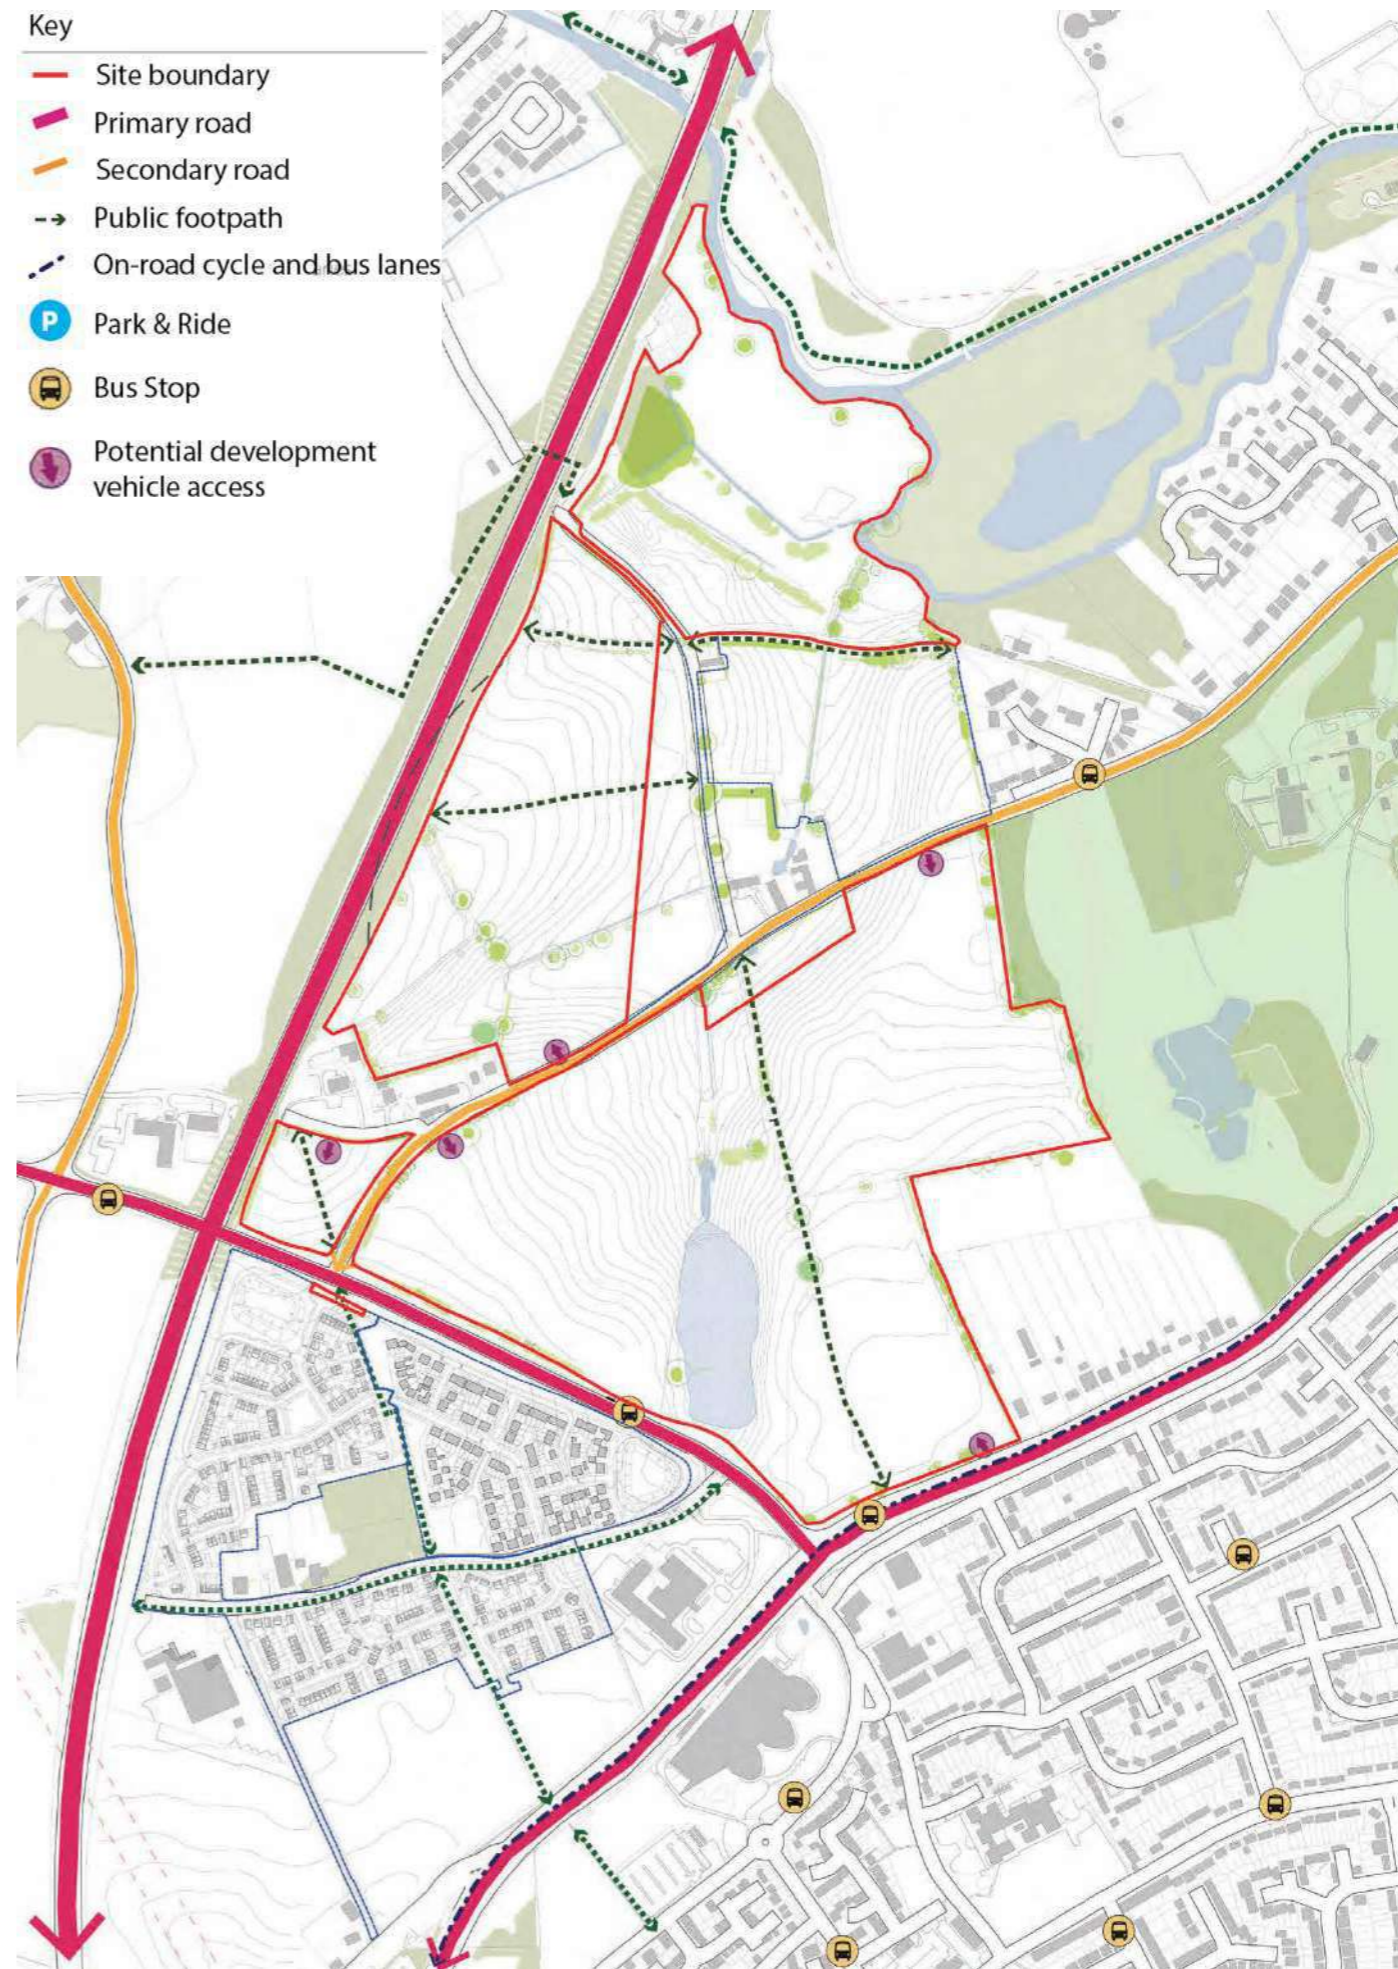 Key
Site boundary
Primary road
Secondary road
Public footpath
On-road cycle and bus lanes
P Park & Ride
Bus Stop
Potential development
vehicle access